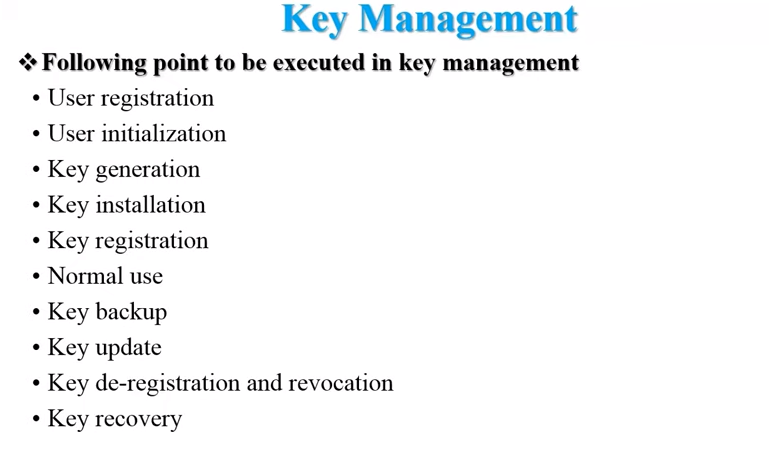 Key Management
❖ Following point to be executed in key management
• User registration
• User initialization
• Key generation
• Key installation
• Key registration
• Normal use
• Key backup
• Key update
• Key de-registration and revocation
• Key recovery